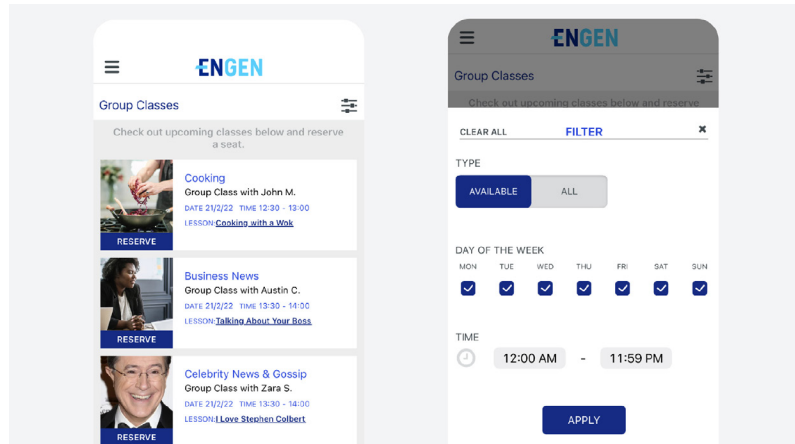 ENGEN
Group Classes
Check out upcoming classes below and reserve
a seat.
Cooking
Group Class with John M.
DATE 21/2/22 TIME 12:30 - 13:00
LESSON:Cooking with a Wok
RESERVE
Business News
Group Class with Austin C.
DATE 21/2/22 TIME 13:30 - 14:00
LESSON:Talking About Your Boss
RESERVE
Celebrity News & Gossip
Group Class with Zara S.
DATE 21/2/22 TIME 13:30 - 14:00
LESSON:I Love Stephen Colbert
RESERVE
ENGEN
Group Classes
Check out upcoming classes below and reserve
CLEAR ALL FILTER ×
TYPE
AVAILABLE ALL
DAY OF THE WEEK
MON TUE WED THU FRI SAT SUN
TIME
12:00 AM - 11:59 PM
APPLY